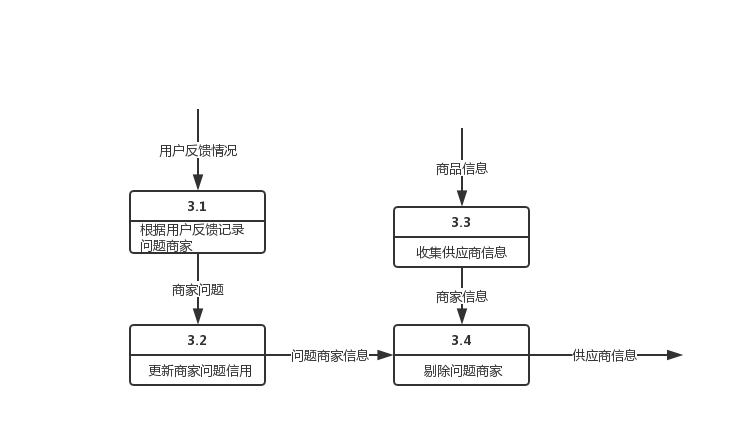 用户反馈情况
商品信息
3.1
根据用户反馈记录
问题商家
3.3
收集供应商信息
商家问题
商家信息
3.2
更新商家问题信用
问题商家信息
3.4
剔除问题商家
供应商信息